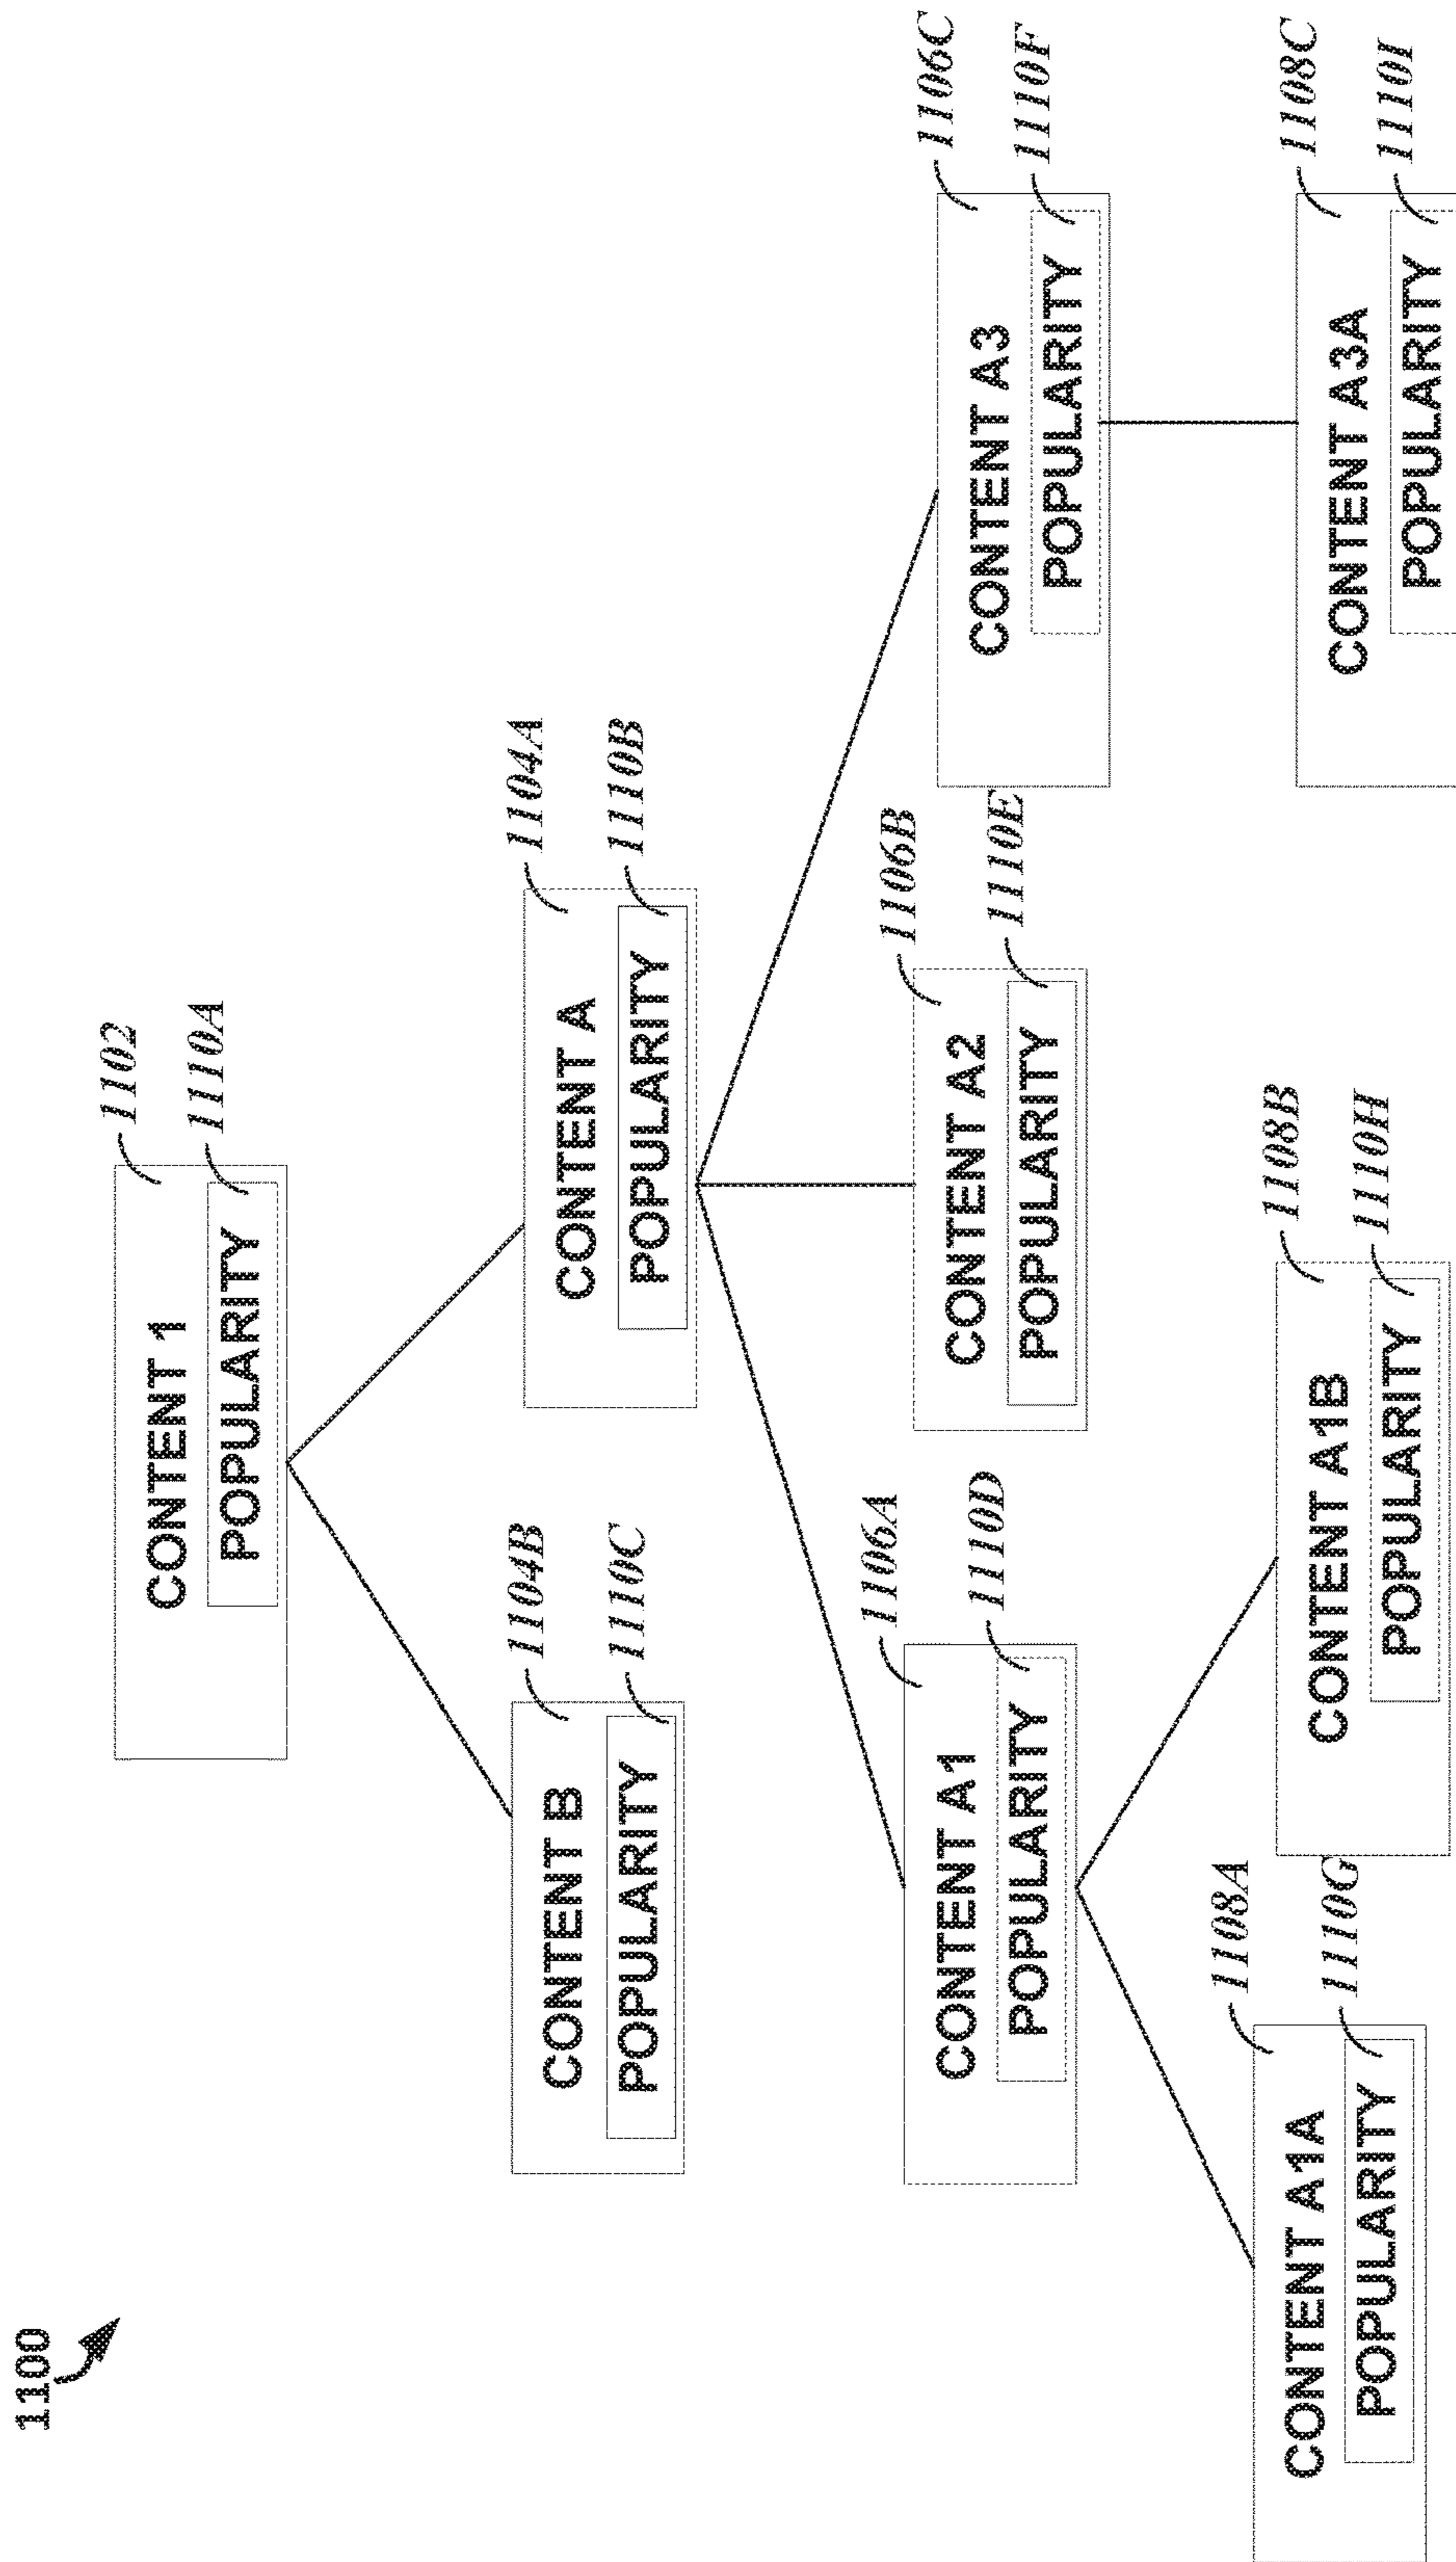 1100
CONTENT 1
POPULARITY
1102
1110A
CONTENT B
POPULARITY
1104B
1110C
CONTENT A
POPULARITY
1104A
1110B
CONTENT A1
POPULARITY
1106A
1110D
CONTENT A2
POPULARITY
1106B
1110E
CONTENT A3
POPULARITY
1106C
1110F
CONTENT A1A
POPULARITY
1108A
1110G
CONTENT A1B
POPULARITY
1108B
1110H
CONTENT A3A
POPULARITY
1108C
1110I